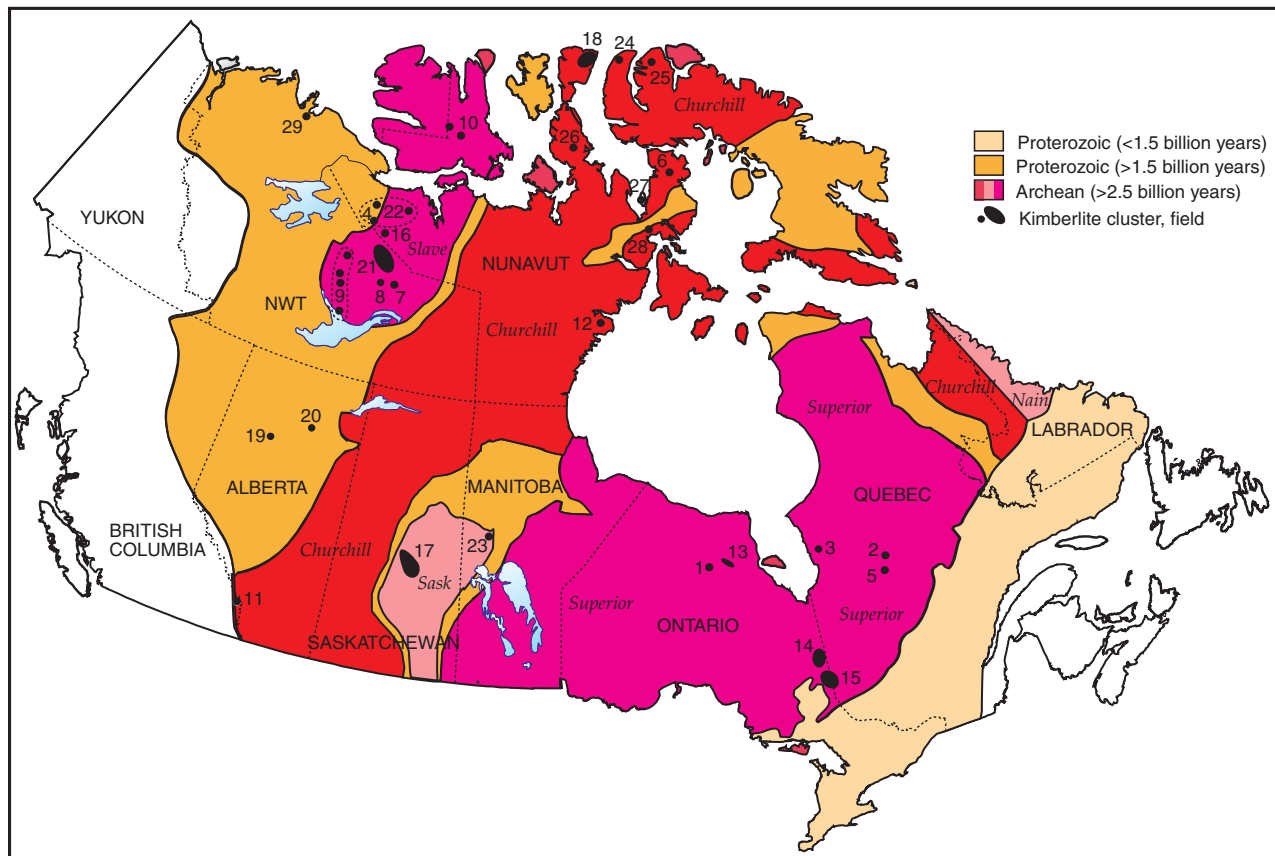 18
24
25
Churchill
29
10
26
6
27
Proterozoic (<1.5 billion years)
Proterozoic (>1.5 billion years)
Archean (>2.5 billion years)
Kimberlite cluster, field
YUKON
4
22
16
Slave
21
28
NUNAVUT
NWT
9
8
7
Churchill
12
Superior
Churchill
Nain
LABRADOR
19
20
ALBERTA
MANITOBA
QUEBEC
BRITISH
COLUMBIA
Churchill
17
23
Sask
1
13
3
2
5
11
Superior
ONTARIO
Superior
SASKATCHEWAN
14
15